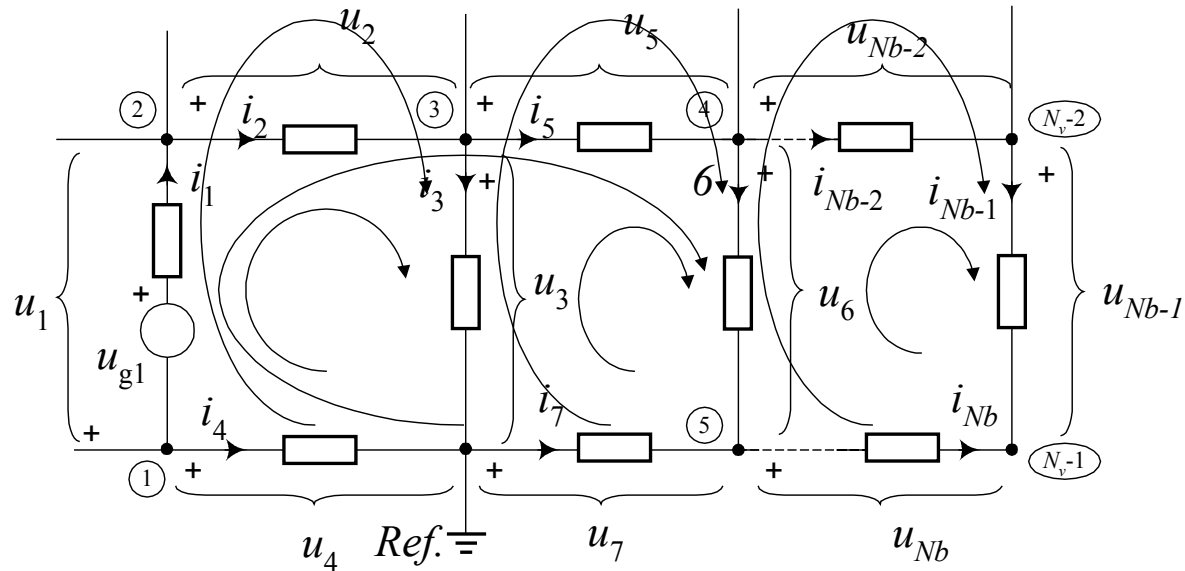 u2
u5
uNb-2
+
+
+
2
i2
3
i5
4
Nv-2
i1
i3
+
6
+
iNb-2
iNb-1
+
u1
+
ug1
u3
u6
uNb-1
+
i4
i7
5
iNb
1
+
+
+
Nv-1
u4
Ref.
u7
uNb